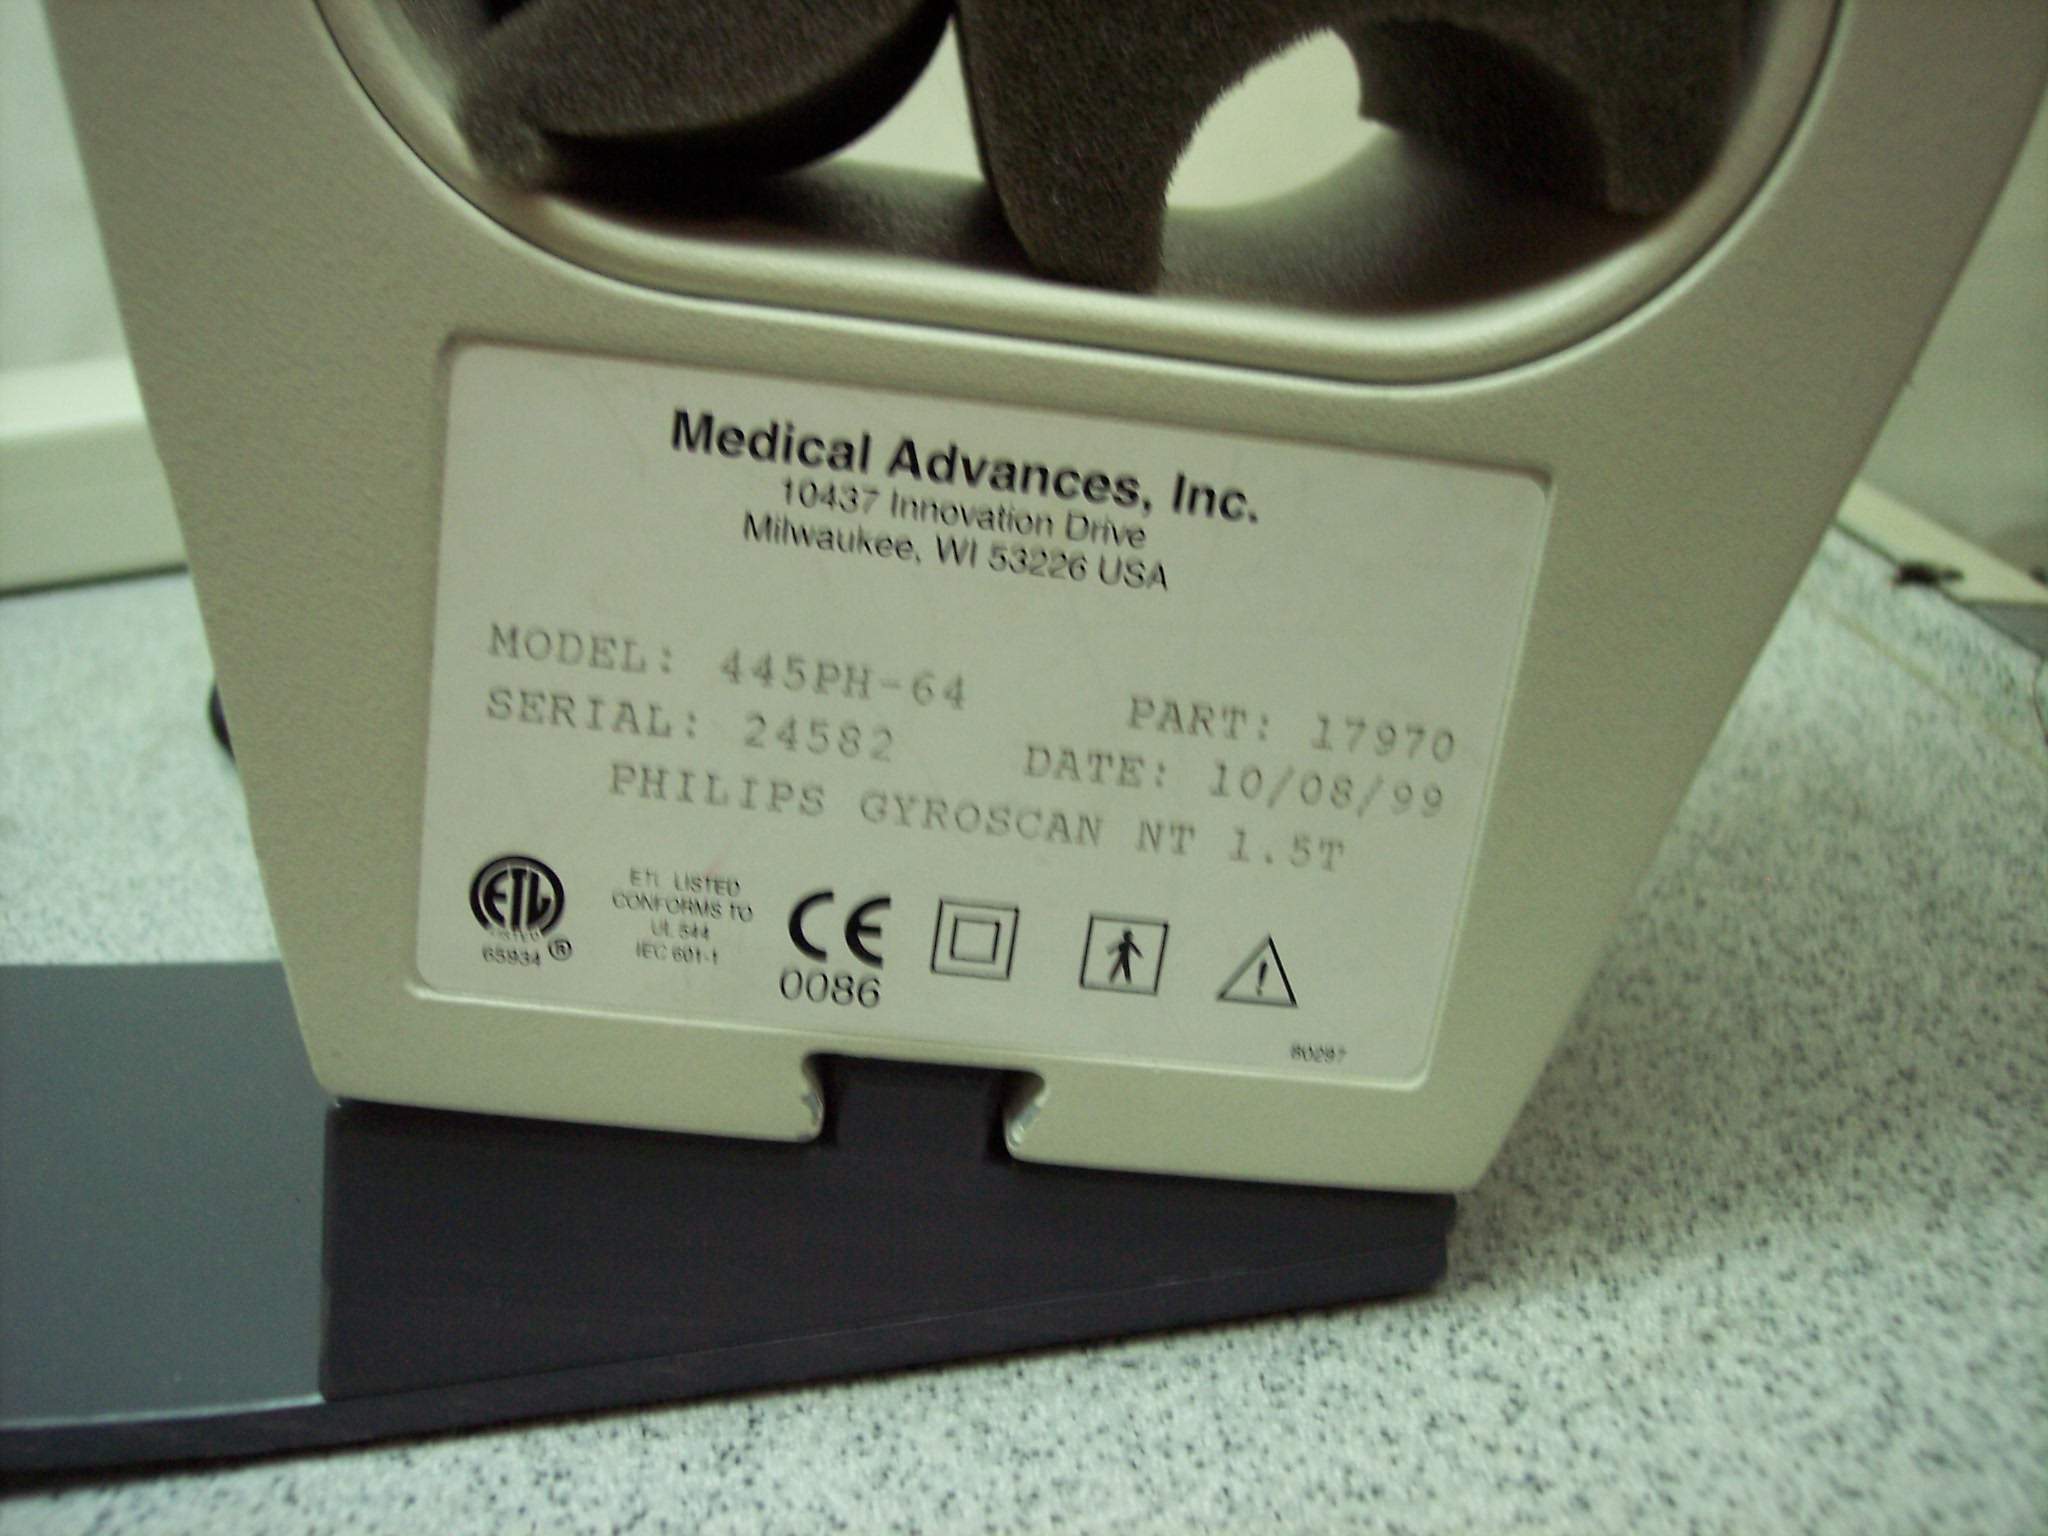 Medical Advances, Inc.
10437 Innovation Drive
Milwaukee, WI 53226 USA
MODEL: 445PH-64 PART: 17970
SERIAL: 24582 DATE: 10/08/99
PHILIPS GYROSCAN NT 1.5T
ETL
LISTED
65934 ®
ETL LISTED
CONFORMS TO
UL 544
IEC 601-1
CE
0086
!
80297